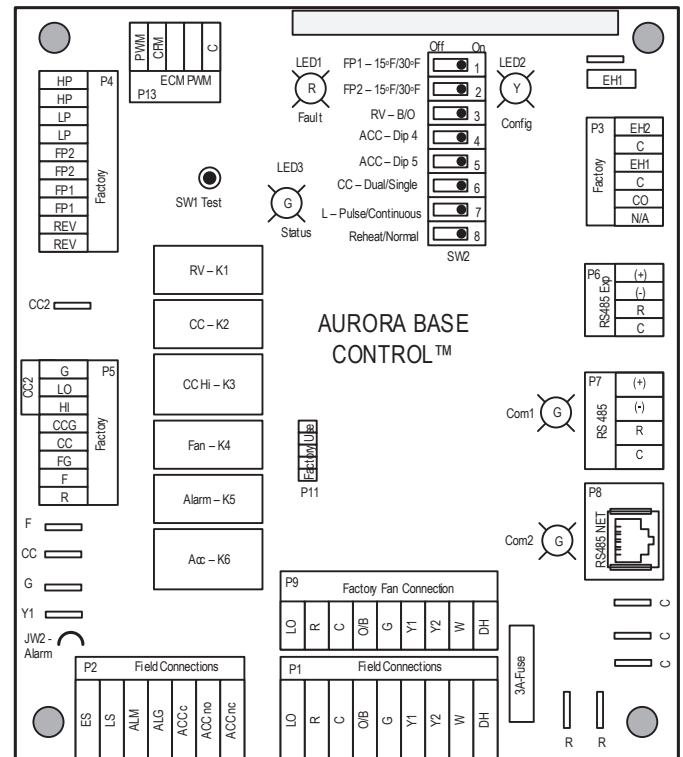 PWM
CFM
C
P13
ECM PWM
LED1
R
Fault
Off
On
FP1 – 15ºF/30ºF
1
FP2 – 15ºF/30ºF
2
RV – B/O
3
ACC – Dip 4
4
ACC – Dip 5
5
CC – Dual/Single
6
L – Pulse/Continuous
7
Reheat/Normal
8
SW2
LED2
Y
Config
EH1
P4
HP
HP
LP
LP
FP2
FP2
FP1
FP1
REV
REV
Factory
SW1 Test
LED3
G
Status
P3
EH2
C
EH1
C
CO
N/A
Factory
CC2
RV – K1
CC – K2
CC Hi – K3
Fan – K4
Alarm – K5
Acc – K6
AURORA BASE
CONTROL™
P6
RS485 Exp
(+)
(-)
R
C
CC2
P5
G
LO
HI
CCG
CC
FG
F
R
Factory
Factory Use
P11
Com1
G
P7
RS 485
(+)
(-)
R
C
Com2
G
P8
RS485 NET
F
CC
G
Y1
JW2 -
Alarm
P9
Factory Fan Connection
LO
R
C
O/B
G
Y1
Y2
W
DH
3A-Fuse
C
C
C
P2
Field Connections
ES
LS
ALM
ALG
ACC c
ACC no
ACC nc
P1
Field Connections
LO
R
C
O/B
G
Y1
Y2
W
DH
R
R